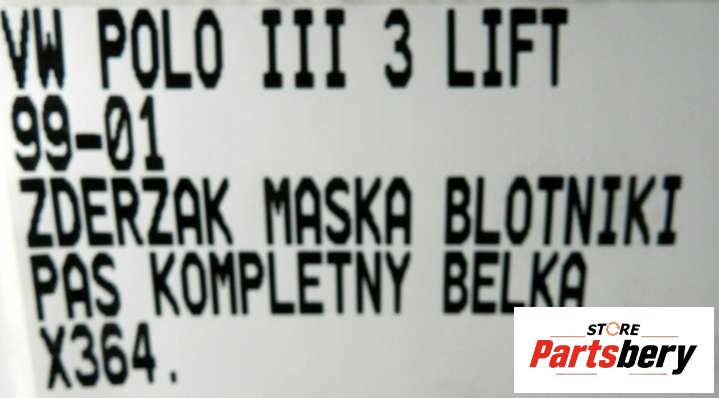 VW POLO III 3 LIFT
99-01
ZDERZAK MASKA BLOTNIKI
PAS KOMPLETNY BELKA
X364.
STORE
Partsbery